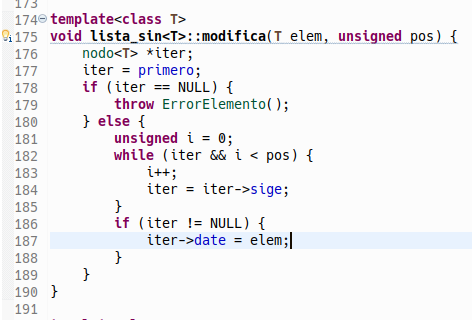 173
174 template<class T>
175 void lista_sin<T>::modifica(T elem, unsigned pos) {
176     nodo<T> *iter;
177     iter = primero;
178     if (iter == NULL) {
179         throw ErrorElemento();
180     } else {
181         unsigned i = 0;
182         while (iter && i < pos) {
183             i++;
184             iter = iter->sige;
185         }
186         if (iter != NULL) {
187             iter->date = elem;
188         }
189     }
190 }
191